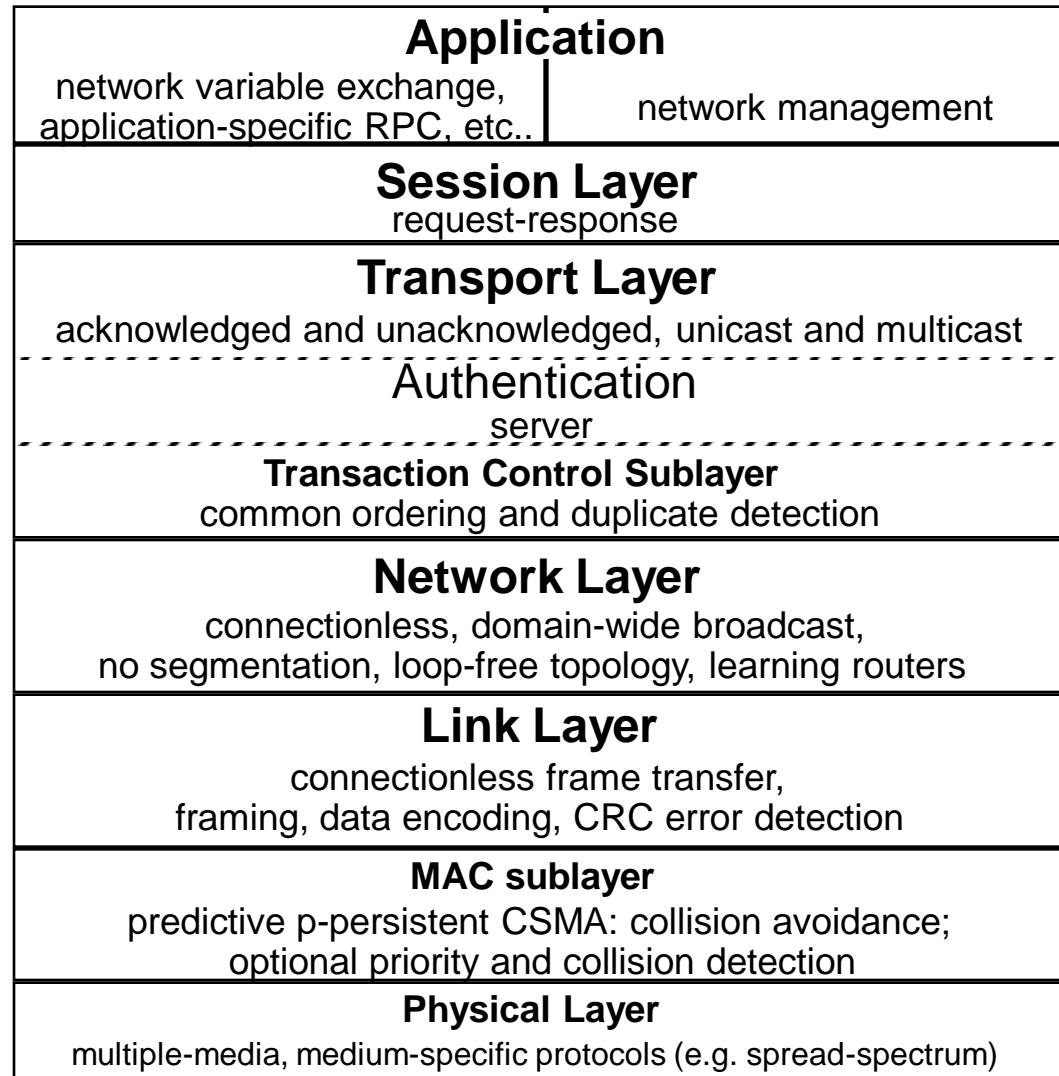 Application
network variable exchange,
application-specific RPC, etc..
network management
Session Layer
request-response
Transport Layer
acknowledged and unacknowledged, unicast and multicast
Authentication
server
Transaction Control Sublayer
common ordering and duplicate detection
Network Layer
connectionless, domain-wide broadcast,
no segmentation, loop-free topology, learning routers
Link Layer
connectionless frame transfer,
framing, data encoding, CRC error detection
MAC sublayer
predictive p-persistent CSMA: collision avoidance;
optional priority and collision detection
Physical Layer
multiple-media, medium-specific protocols (e.g. spread-spectrum)